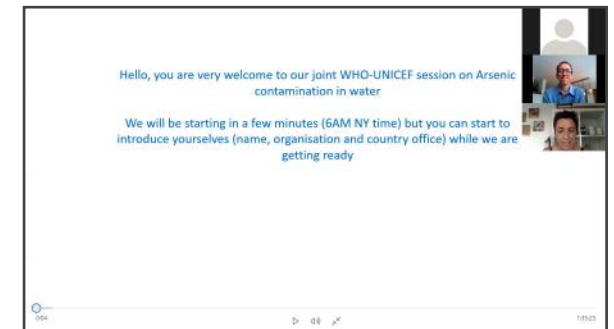 Hello, you are very welcome to our joint WHO-UNICEF session on Arsenic
contamination in water
We will be starting in a few minutes (6AM NY time) but you can start to
introduce yourselves (name, organisation and country office) while we are
getting ready
0:04